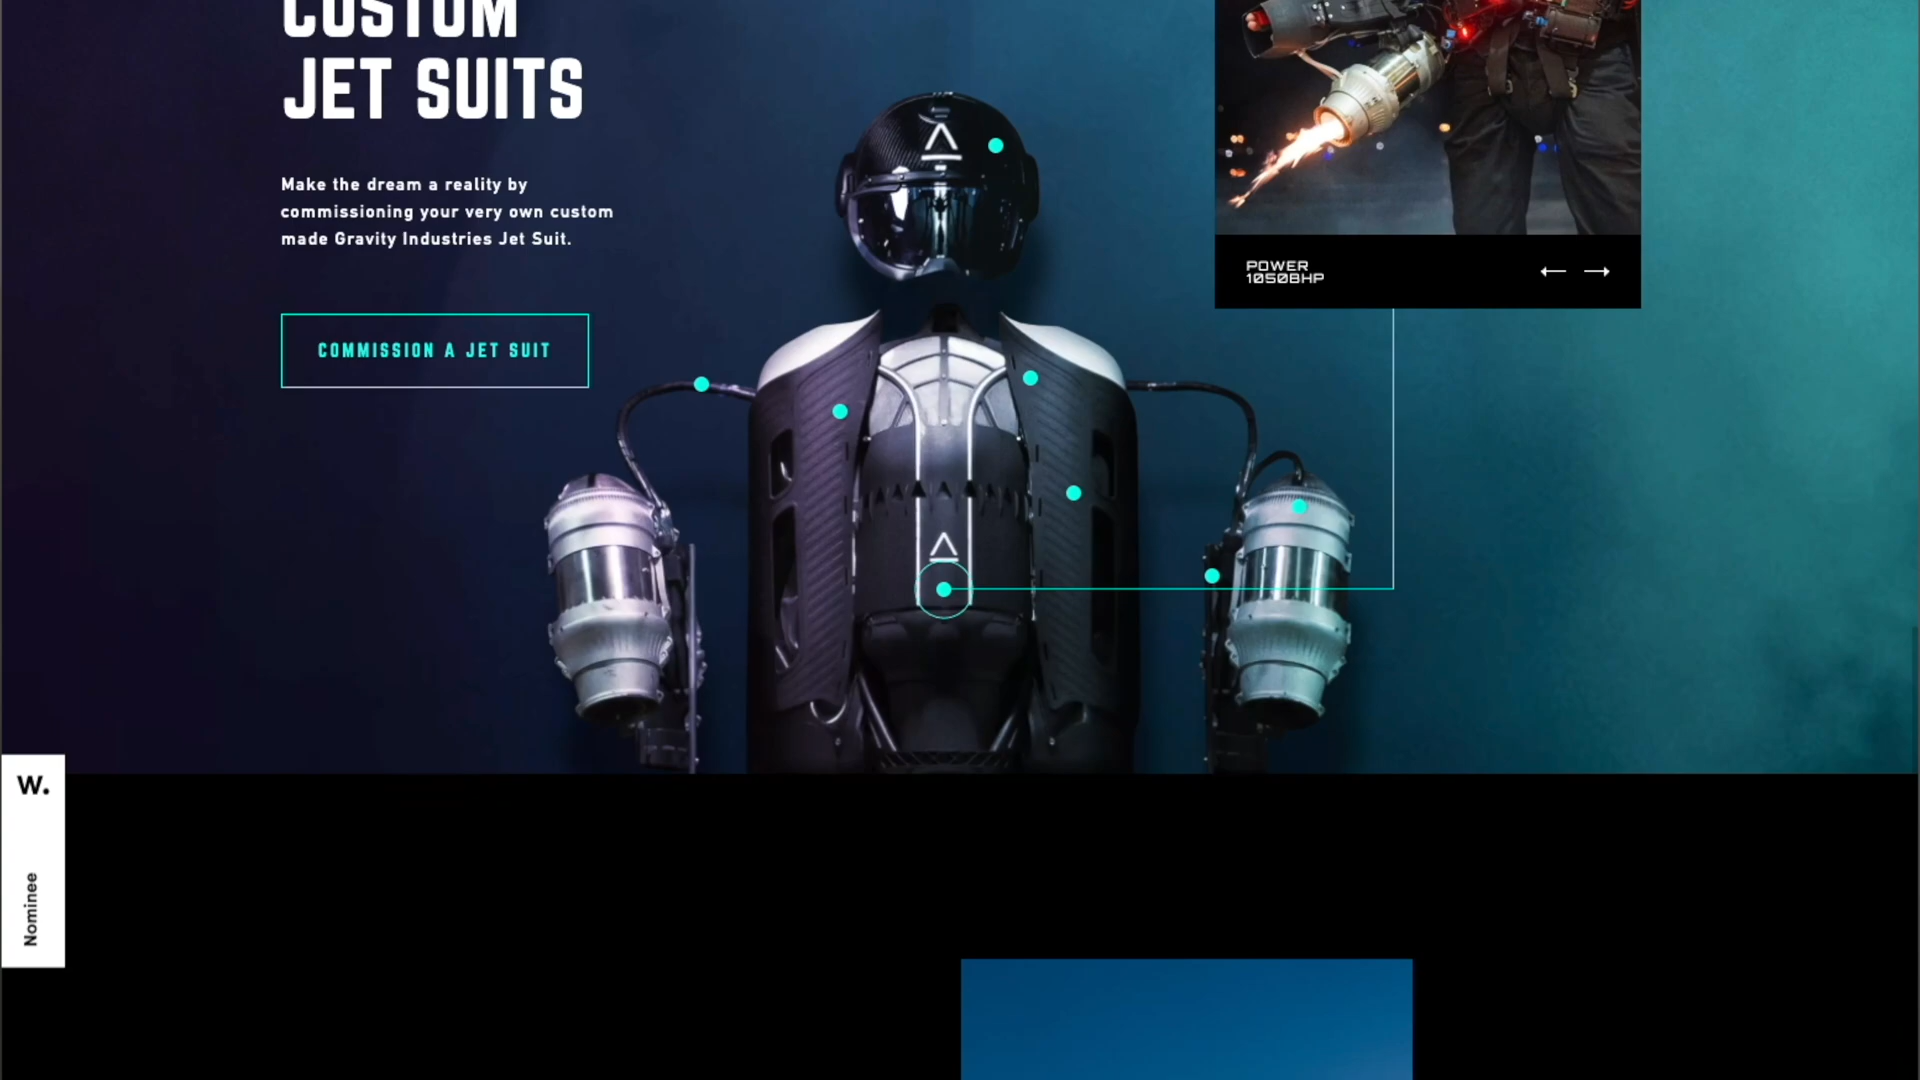 CUSTOM
JET SUITS
Make the dream a reality by
commissioning your very own custom
made Gravity Industries Jet Suit.
COMMISSION A JET SUIT
POWER
1050BHP
W.
Nominee